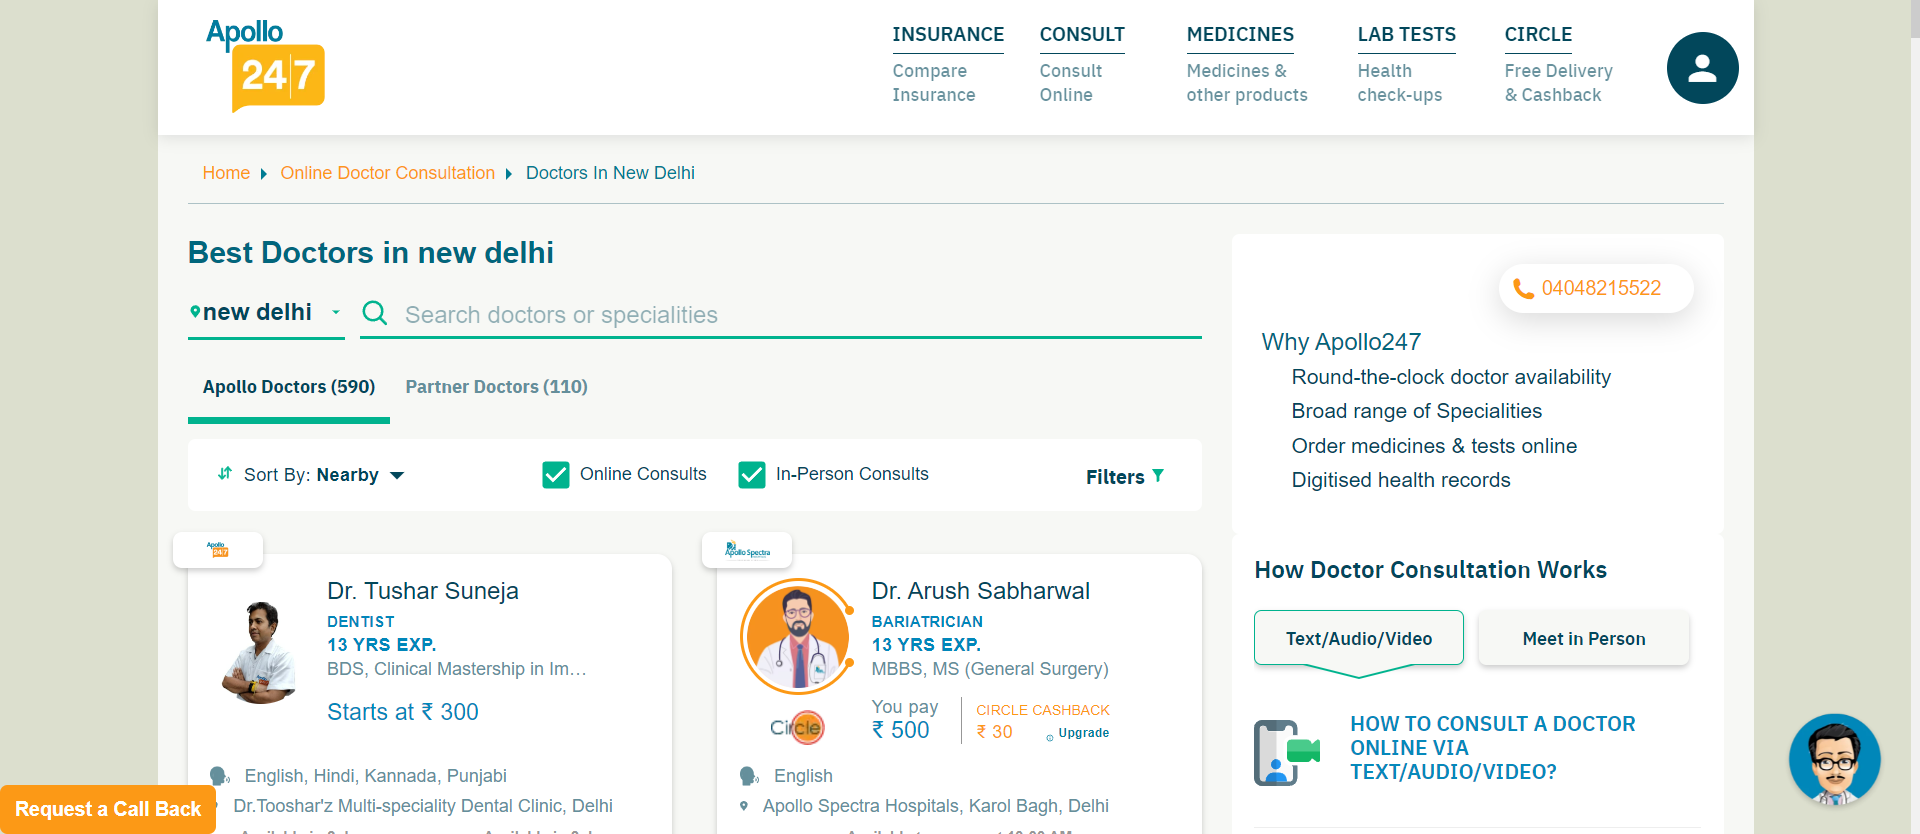 Apollo
24|7
INSURANCE
Compare
Insurance
CONSULT
Consult
Online
MEDICINES
Medicines &
other products
LAB TESTS
Health
check-ups
CIRCLE
Free Delivery
& Cashback
Home
Online Doctor Consultation
Doctors In New Delhi
Best Doctors in new delhi
new delhi
Search doctors or specialities
Apollo Doctors (590)
Partner Doctors (110)
Sort By: Nearby
Online Consults
In-Person Consults
Filters
Apollo
24|7
Dr. Tushar Suneja
DENTIST
13 YRS EXP.
BDS, Clinical Mastership in Im…
Starts at ₹ 300
English, Hindi, Kannada, Punjabi
Dr.Tooshar'z Multi-speciality Dental Clinic, Delhi
Apollo Spectra
Dr. Arush Sabharwal
BARIATRICIAN
13 YRS EXP.
MBBS, MS (General Surgery)
Circle
You pay
₹ 500
CIRCLE CASHBACK
₹ 30
Upgrade
English
Apollo Spectra Hospitals, Karol Bagh, Delhi
04048215522
Why Apollo247
Round-the-clock doctor availability
Broad range of Specialities
Order medicines & tests online
Digitised health records
How Doctor Consultation Works
Text/Audio/Video
Meet in Person
HOW TO CONSULT A DOCTOR
ONLINE VIA
TEXT/AUDIO/VIDEO?
Request a Call Back